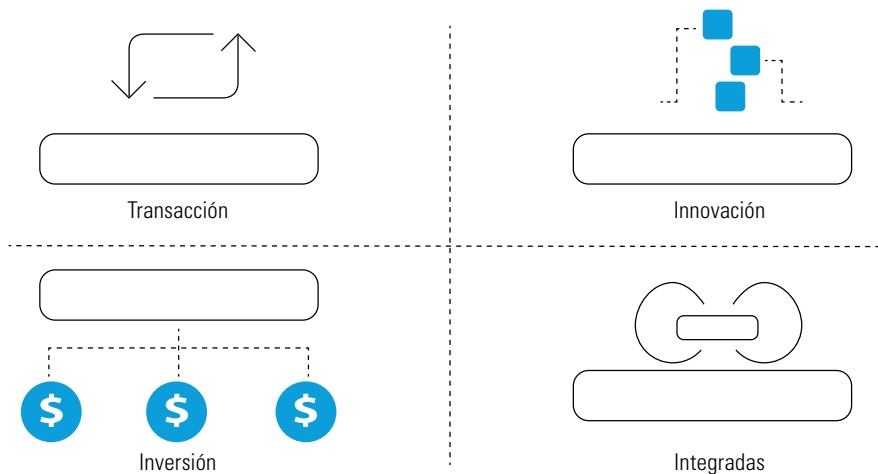 Transacción
Innovación
$ $ $
Inversión
Integradas